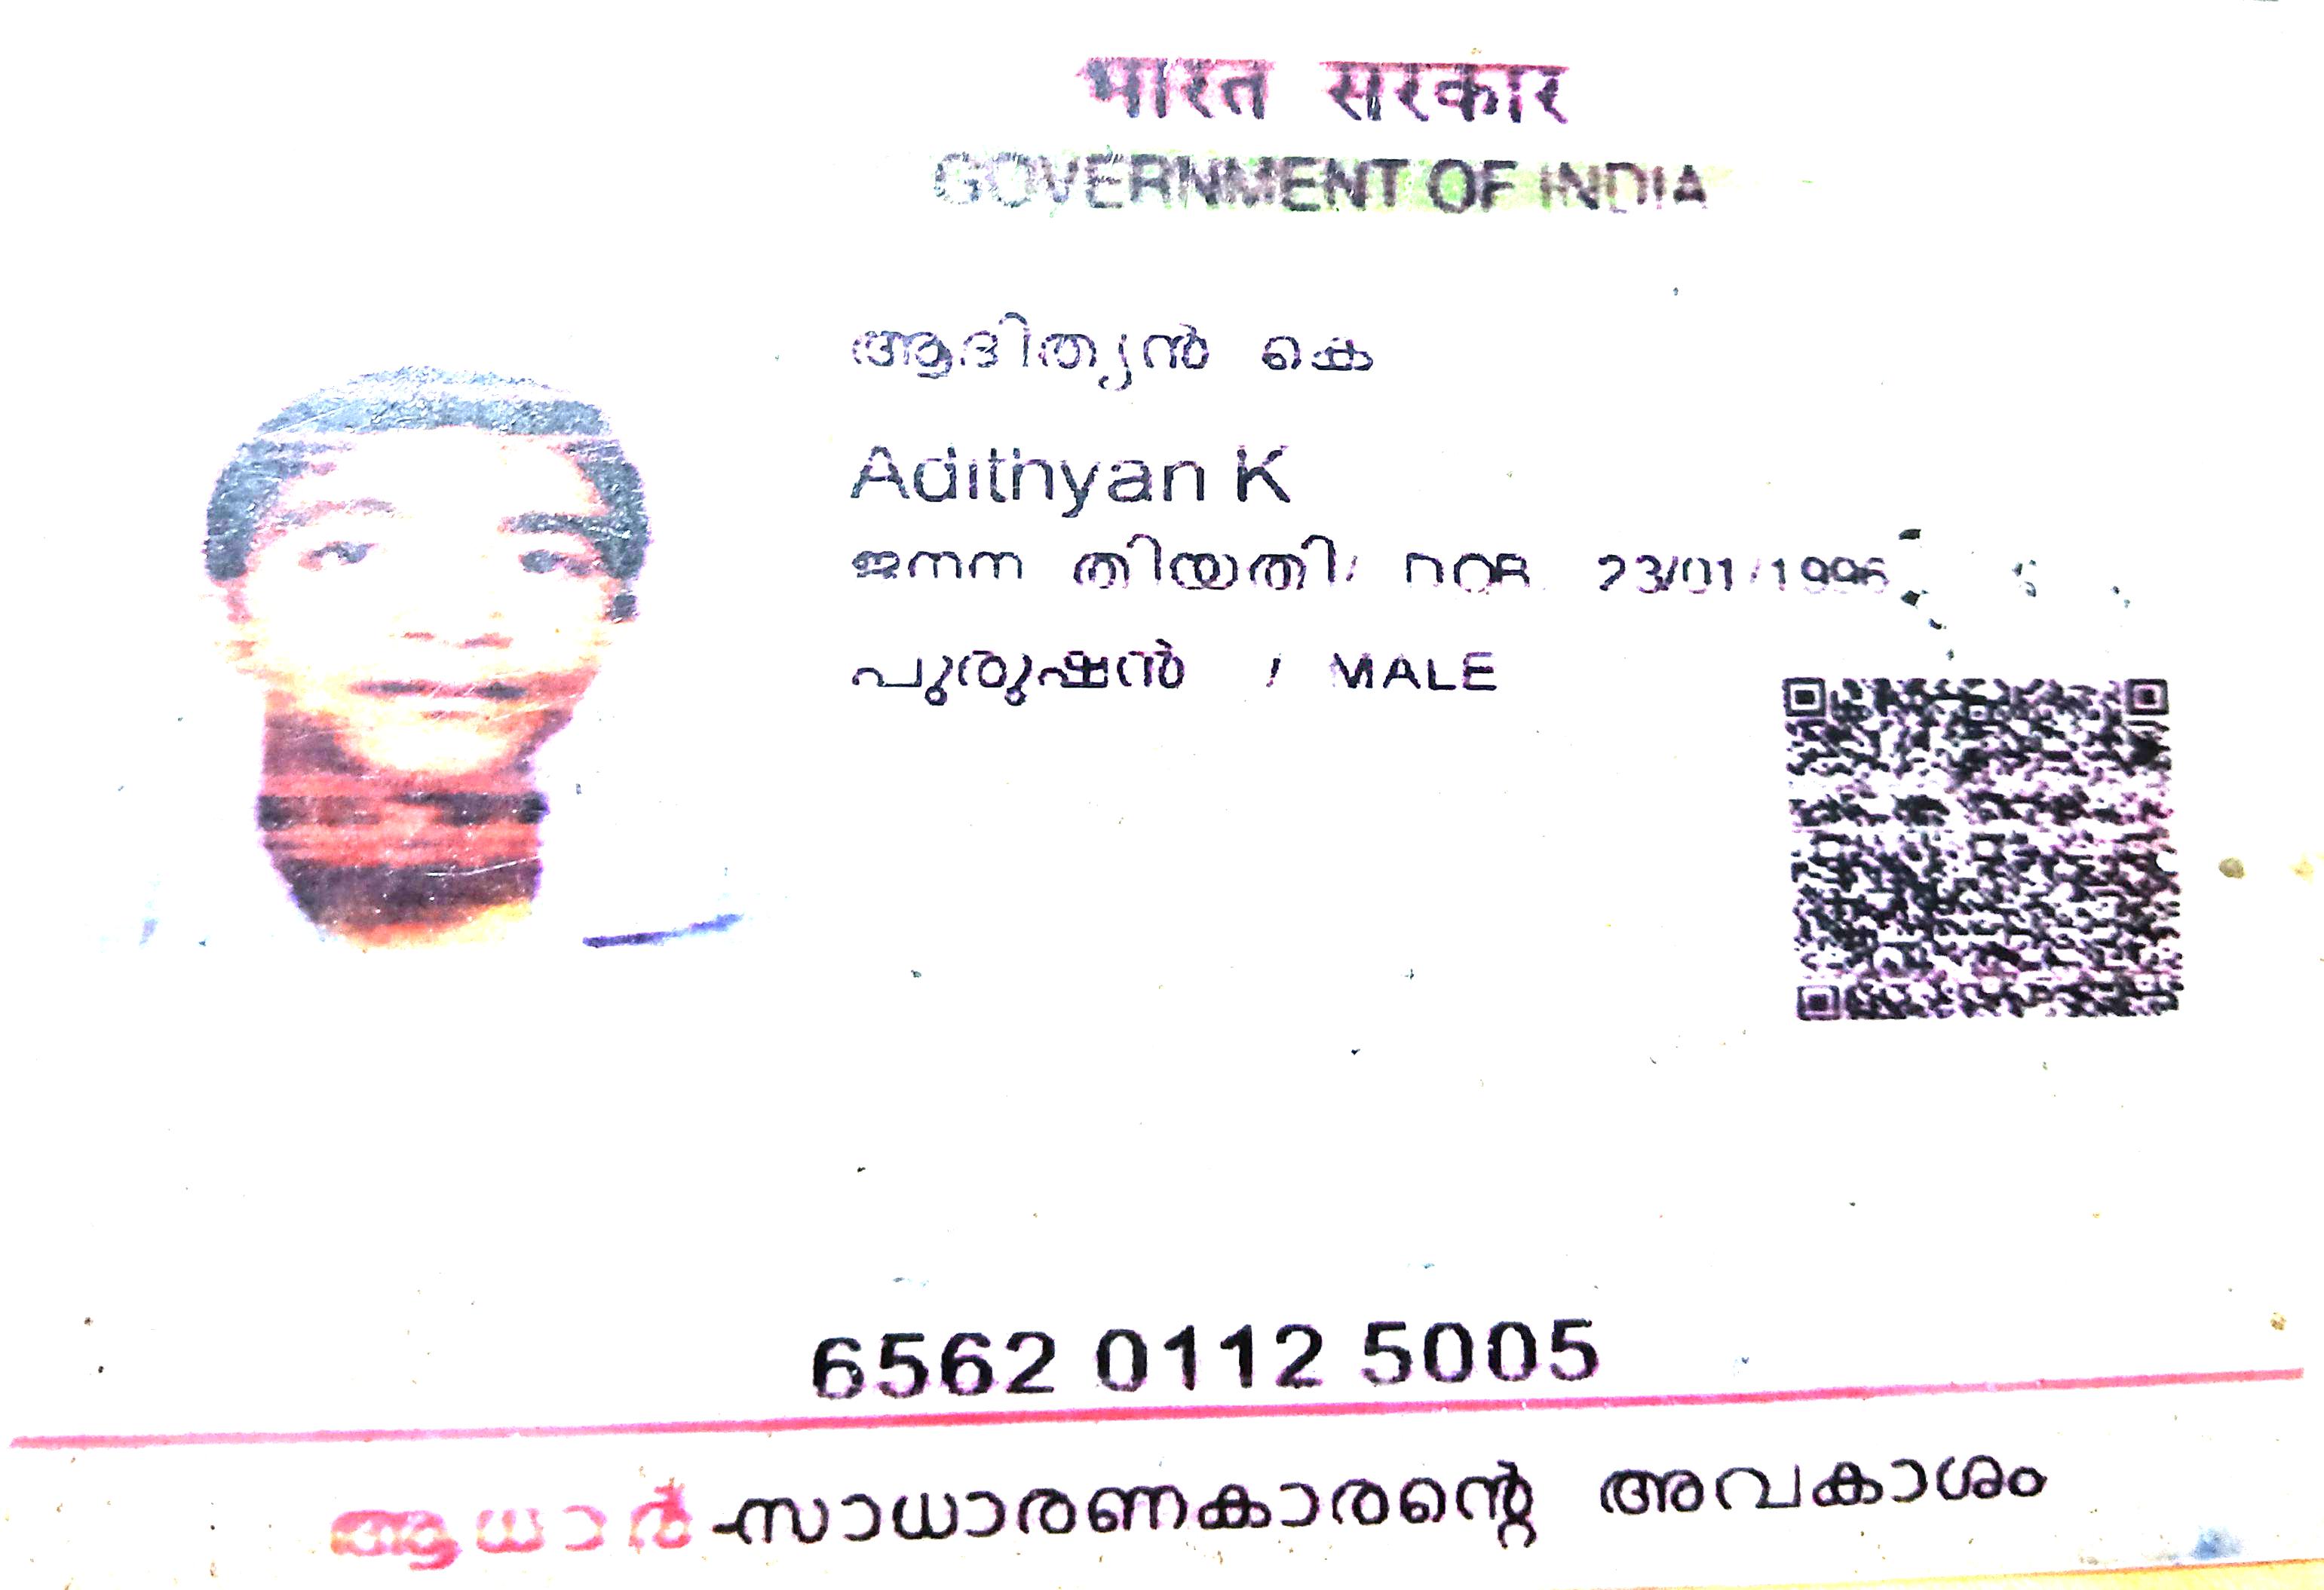 भारत सरकार
GOVERNMENT OF INDIA
ആദിത്യൻ കെ
Adithyan K
ജനന തിയതി/ DOB 23/01/1996
പുരുഷൻ / MALE
6562 0112 5005
ആധാർ-സാധാരണകാരന്റെ അവകാശം